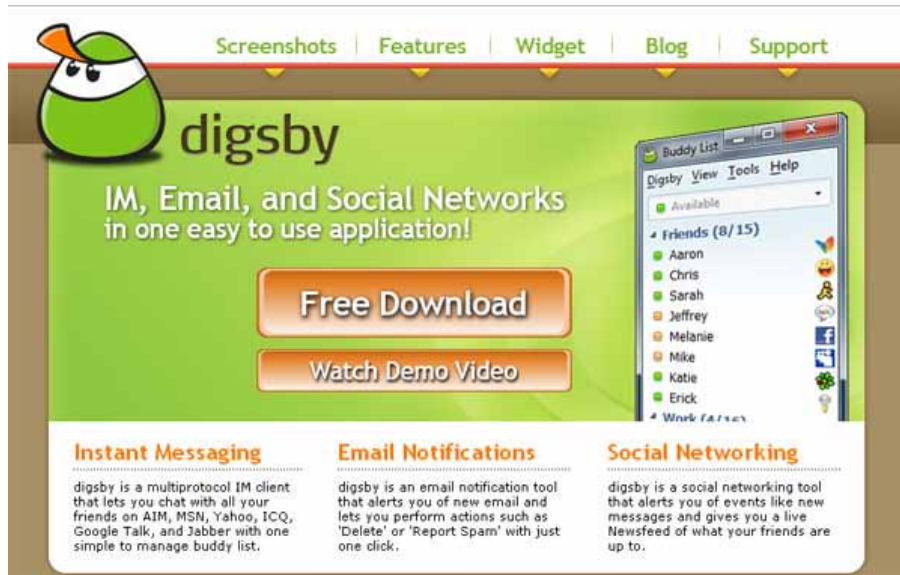 Screenshots Features Widget Blog Support
digsby
IM, Email, and Social Networks
in one easy to use application!
Free Download
Watch Demo Video
Buddy List
Digsby View Tools Help
Available
Friends (8/15)
Aaron
Chris
Sarah
Jeffrey
Melanie
Mike
Katie
Erick
Work (4/16)
Instant Messaging
digsby is a multiprotocol IM client
that lets you chat with all your
friends on AIM, MSN, Yahoo, ICQ,
Google Talk, and Jabber with one
simple to manage buddy list.
Email Notifications
digsby is an email notification tool
that alerts you of new email and
lets you perform actions such as
'Delete' or 'Report Spam' with just
one click.
Social Networking
digsby is a social networking tool
that alerts you of events like new
messages and gives you a live
Newsfeed of what your friends are
up to.